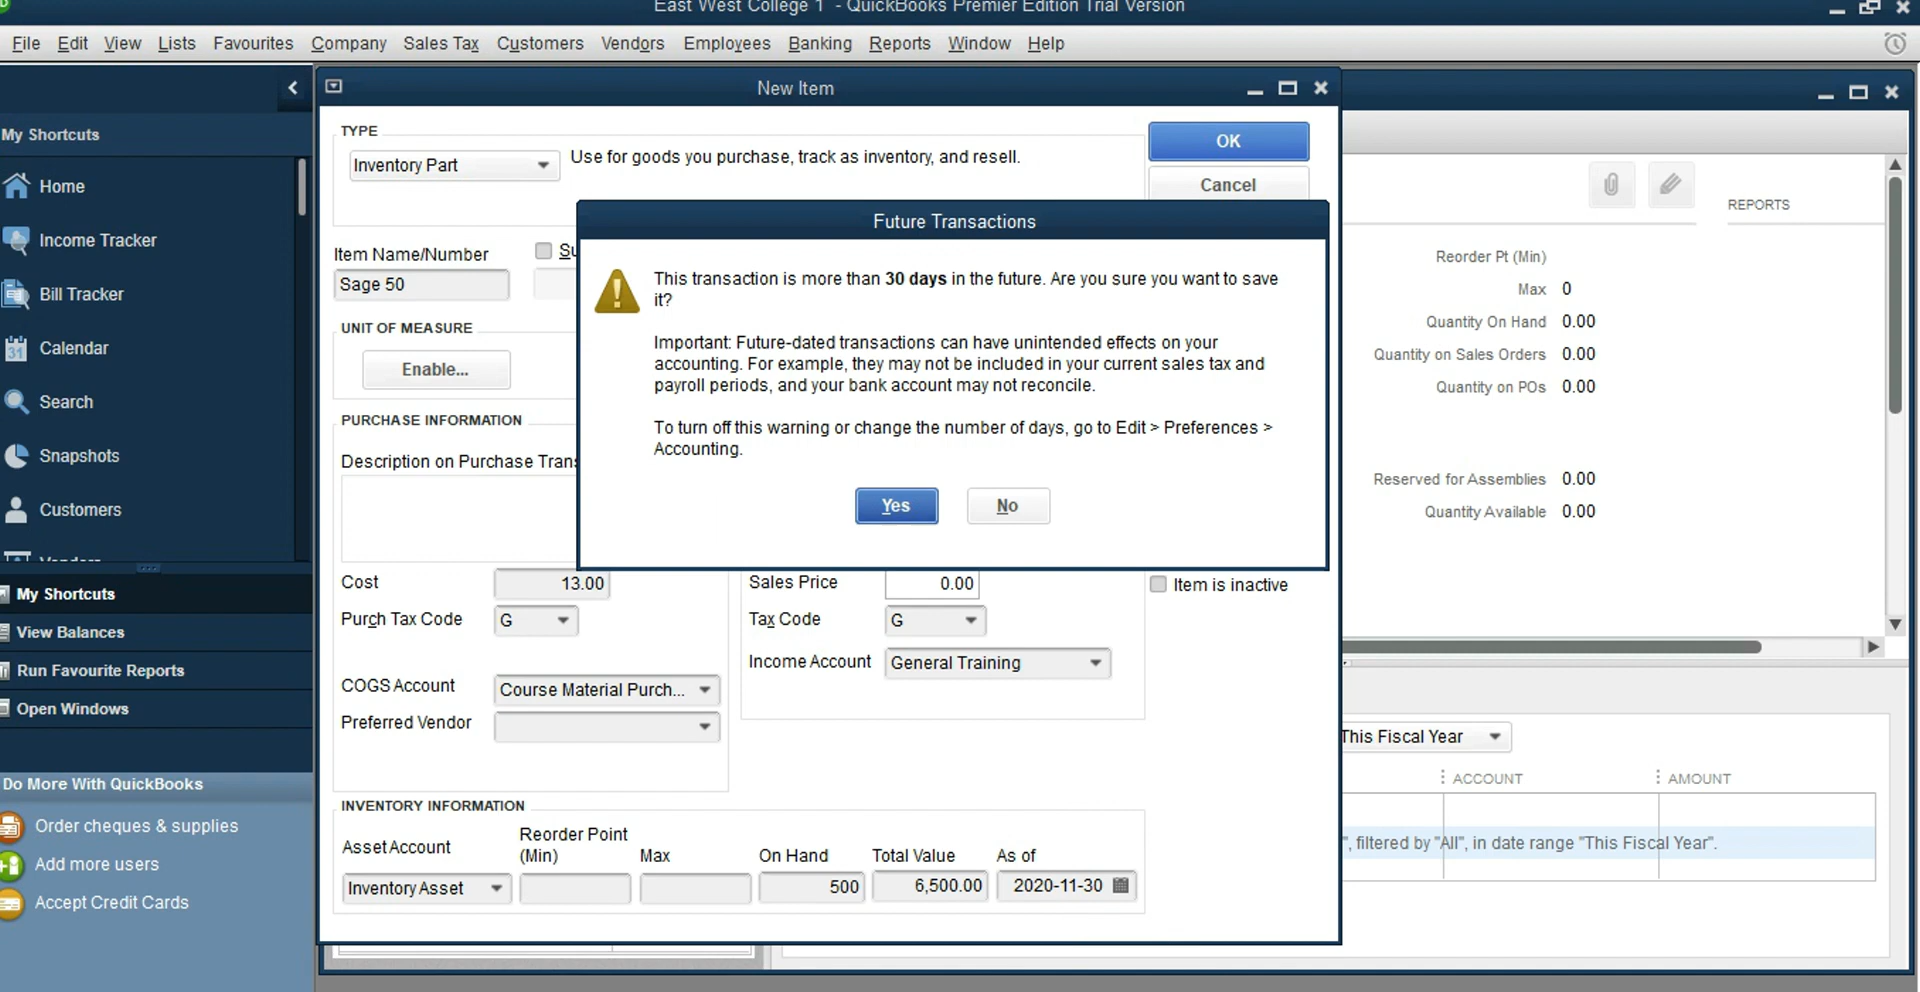 East West College 1 - QuickBooks Premier Edition Trial Version
File Edit View Lists Favourites Company Sales Tax Customers Vendors Employees Banking Reports Window Help
My Shortcuts
Home
Income Tracker
Bill Tracker
31 Calendar
Search
Snapshots
Customers
My Shortcuts
View Balances
Run Favourite Reports
Open Windows
Do More With QuickBooks
Order cheques & supplies
Add more users
Accept Credit Cards
New Item
TYPE
Inventory Part
Use for goods you purchase, track as inventory, and resell.
OK
Cancel
Item Name/Number
Sage 50
UNIT OF MEASURE
Enable...
PURCHASE INFORMATION
Description on Purchase Trans
Future Transactions
This transaction is more than 30 days in the future. Are you sure you want to save
it?
Important: Future-dated transactions can have unintended effects on your
accounting. For example, they may not be included in your current sales tax and
payroll periods, and your bank account may not reconcile.
To turn off this warning or change the number of days, go to Edit > Preferences >
Accounting.
Yes No
Cost 13.00
Purch Tax Code G
COGS Account Course Material Purch...
Preferred Vendor
Sales Price 0.00
Tax Code G
Income Account General Training
Item is inactive
INVENTORY INFORMATION
Asset Account
Inventory Asset
Reorder Point
(Min)
Max
On Hand
500
Total Value
6,500.00
As of
2020-11-30
REPORTS
Reorder Pt (Min)
Max 0
Quantity On Hand 0.00
Quantity on Sales Orders 0.00
Quantity on POs 0.00
Reserved for Assemblies 0.00
Quantity Available 0.00
This Fiscal Year
ACCOUNT AMOUNT
", filtered by "All", in date range "This Fiscal Year".